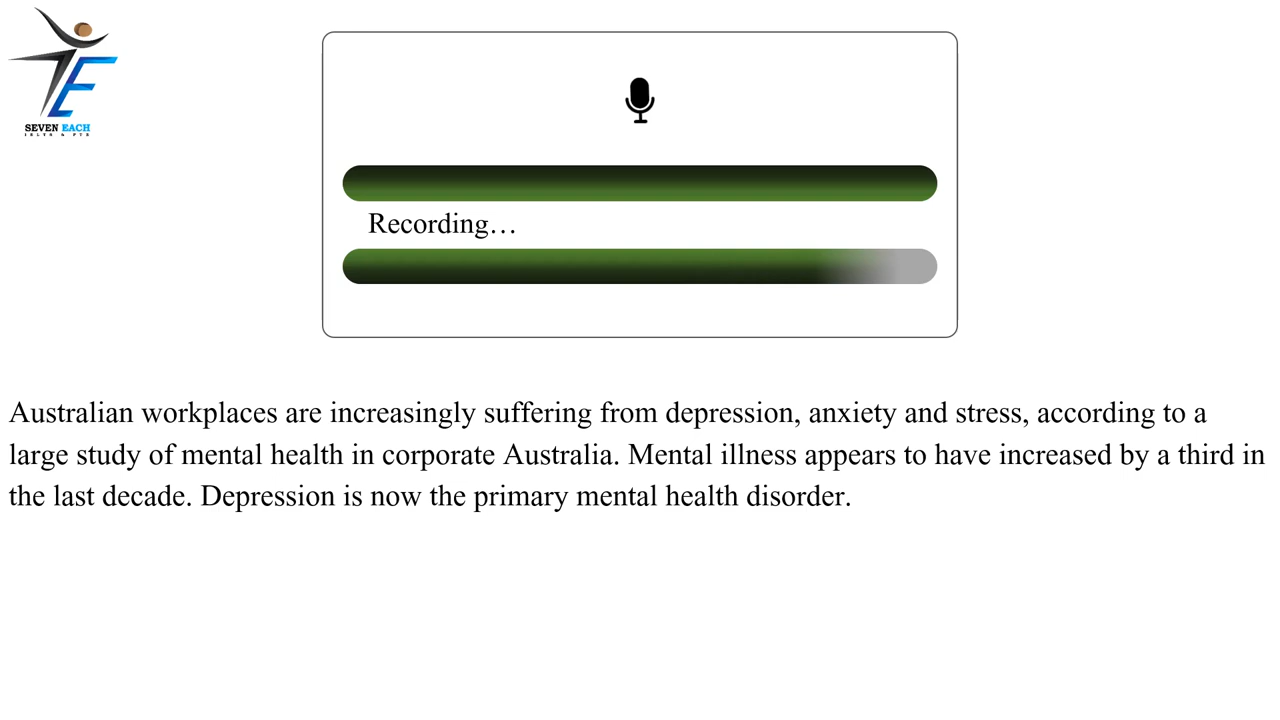 SEVEN EACH
IELTS & PTE
Recording…
Australian workplaces are increasingly suffering from depression, anxiety and stress, according to a
large study of mental health in corporate Australia. Mental illness appears to have increased by a third in
the last decade. Depression is now the primary mental health disorder.